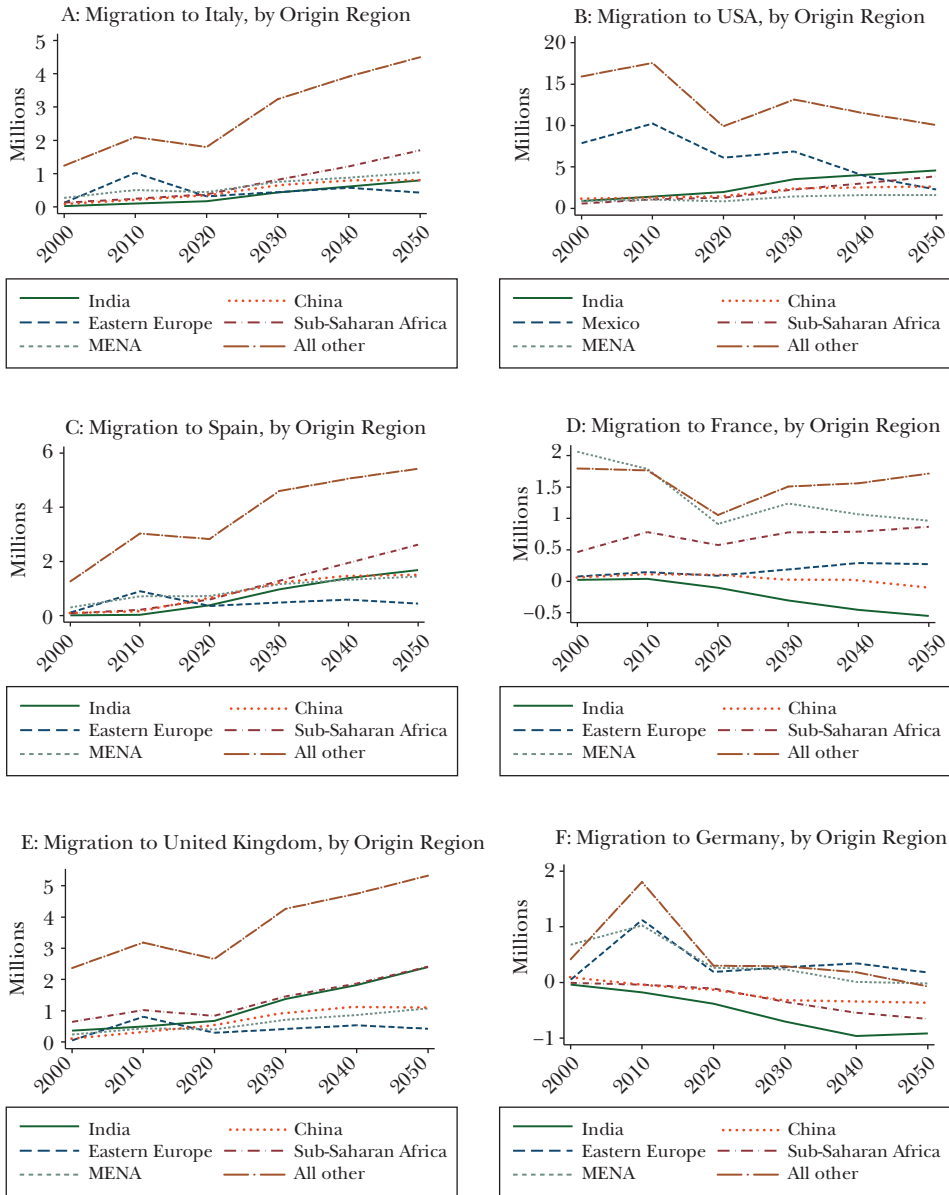 A: Migration to Italy, by Origin Region
5
4
3
2
1
0
Millions
2000 2010 2020 2030 2040 2050
India China
Eastern Europe Sub-Saharan Africa
MENA All other
B: Migration to USA, by Origin Region
20
15
10
5
0
Millions
2000 2010 2020 2030 2040 2050
India China
Mexico Sub-Saharan Africa
MENA All other
C: Migration to Spain, by Origin Region
6
4
2
0
Millions
2000 2010 2020 2030 2040 2050
India China
Eastern Europe Sub-Saharan Africa
MENA All other
D: Migration to France, by Origin Region
2
1.5
1
0.5
0
−0.5
Millions
2000 2010 2020 2030 2040 2050
India China
Eastern Europe Sub-Saharan Africa
MENA All other
E: Migration to United Kingdom, by Origin Region
5
4
3
2
1
0
Millions
2000 2010 2020 2030 2040 2050
India China
Eastern Europe Sub-Saharan Africa
MENA All other
F: Migration to Germany, by Origin Region
2
1
0
−1
Millions
2000 2010 2020 2030 2040 2050
India China
Eastern Europe Sub-Saharan Africa
MENA All other